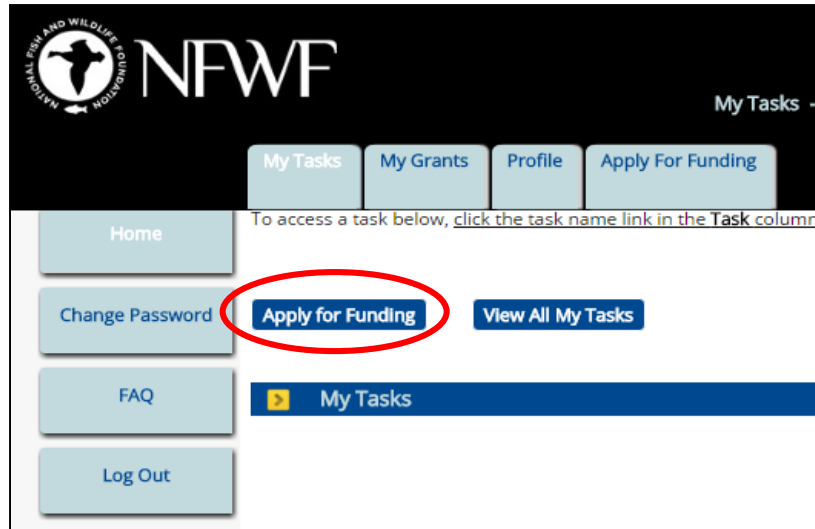 NATIONAL FISH AND WILDLIFE FOUNDATION
NFWF
My Tasks -
My Tasks My Grants Profile Apply For Funding
To access a task below, click the task name link in the Task column
Home
Change Password
FAQ
Log Out
Apply for Funding View All My Tasks
My Tasks